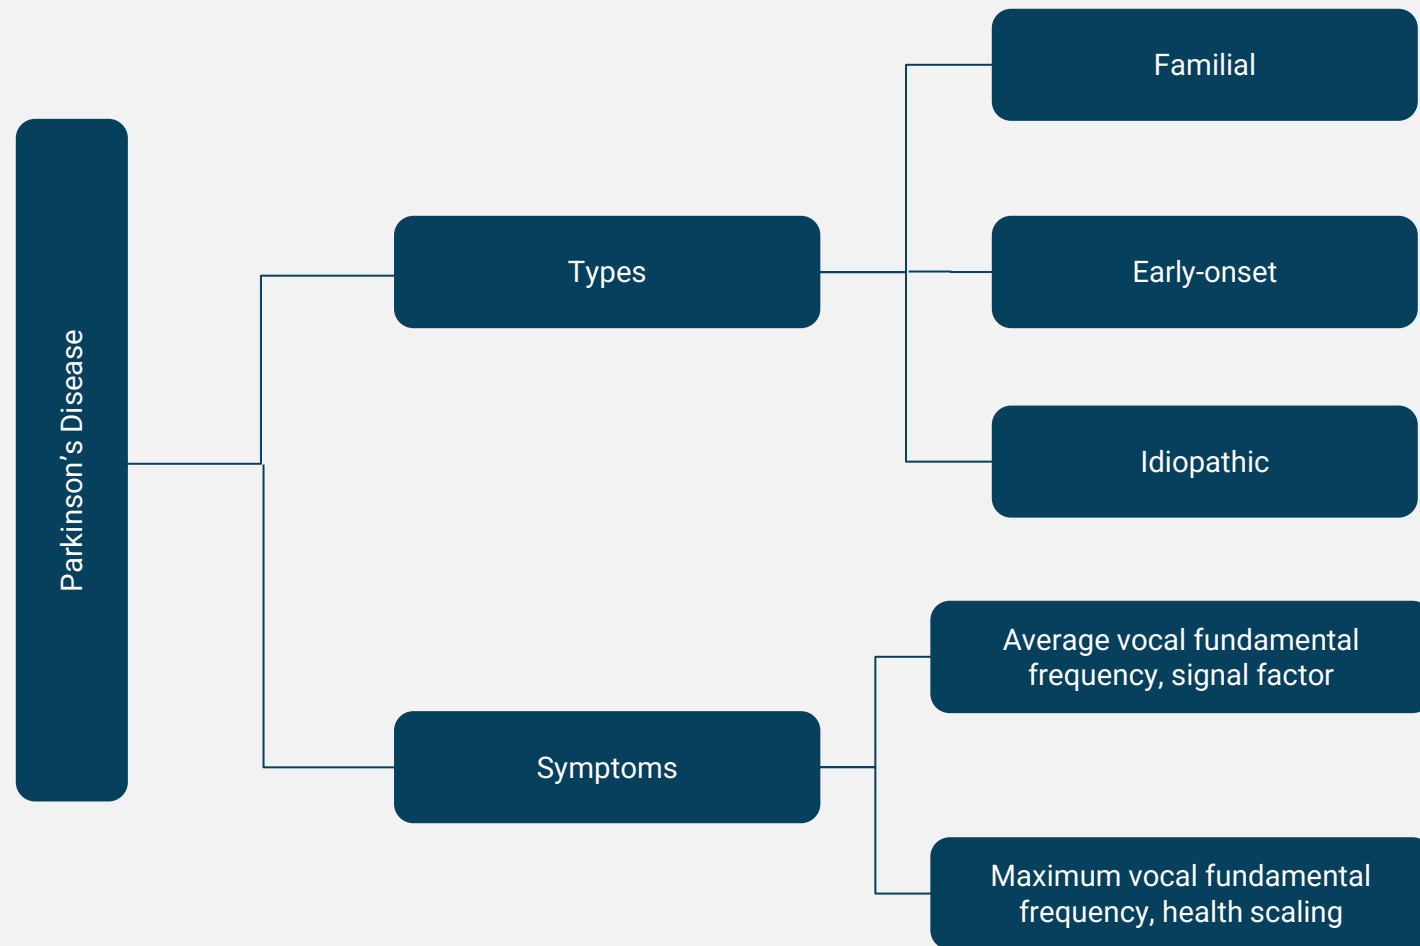 Parkinson’s Disease
Types
Familial
Early-onset
Idiopathic
Symptoms
Average vocal fundamental
frequency, signal factor
Maximum vocal fundamental
frequency, health scaling